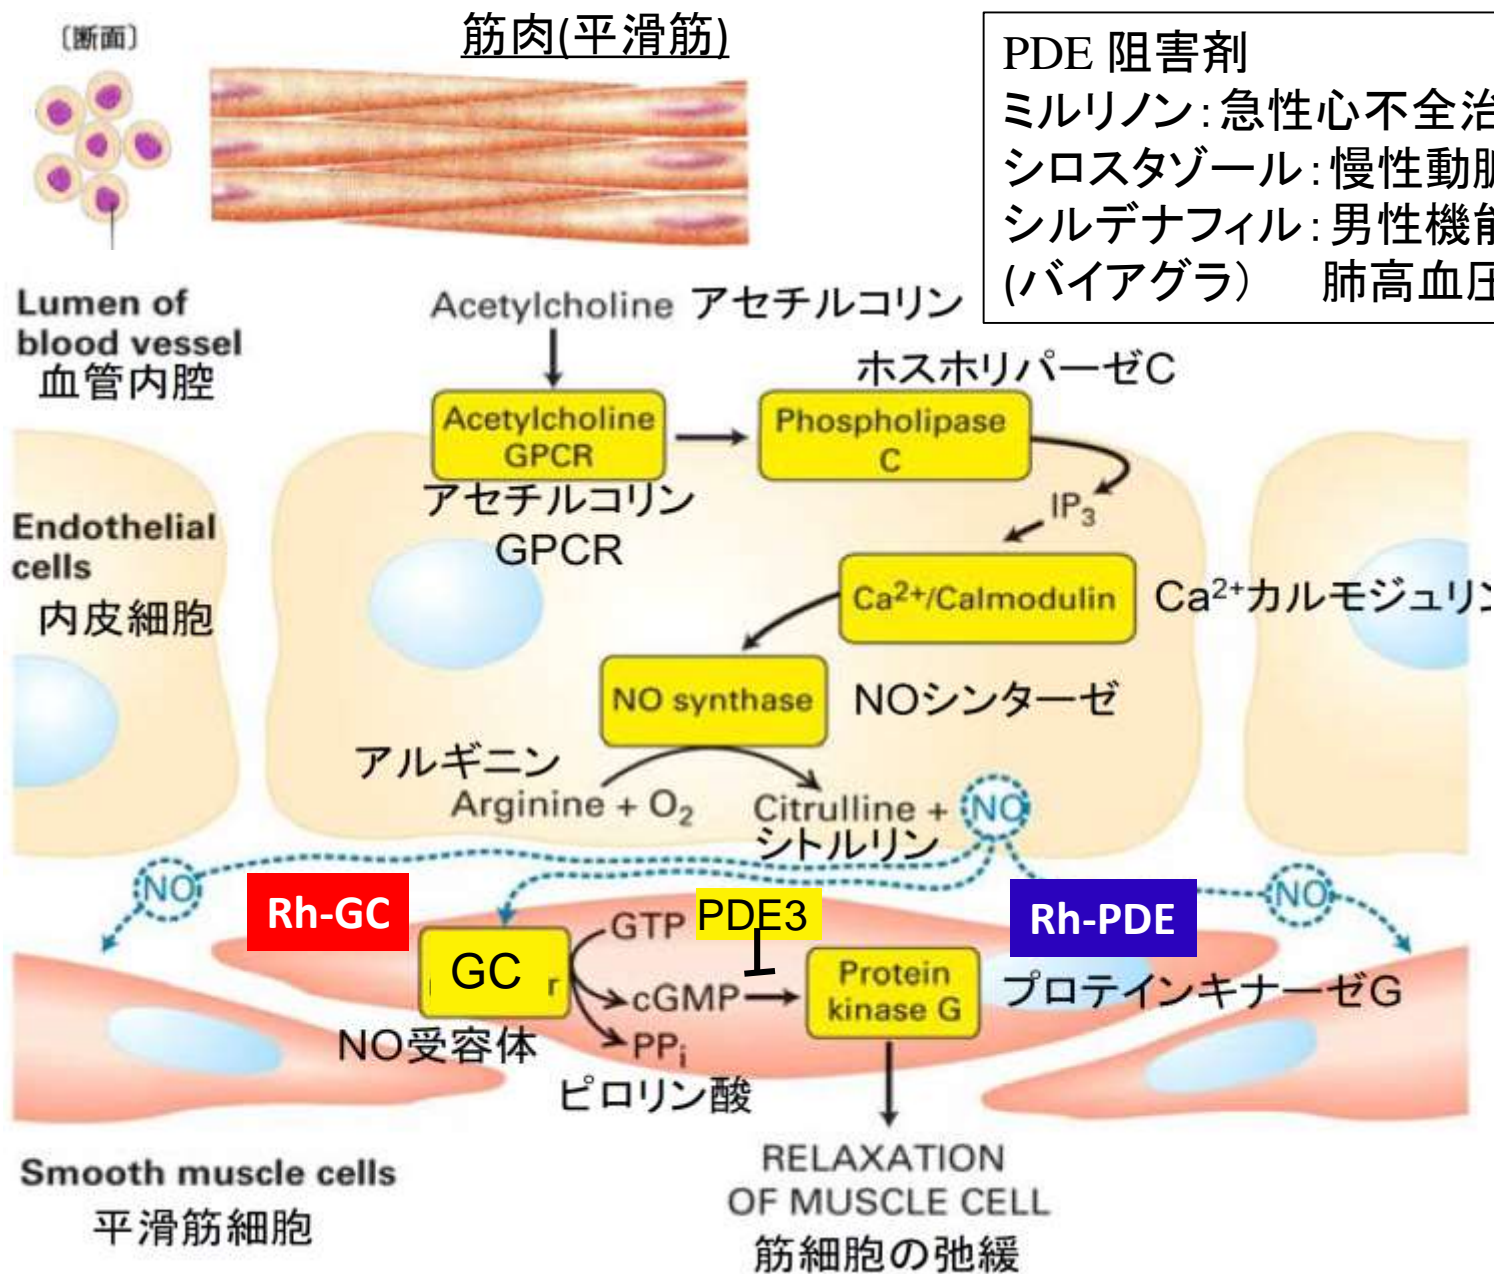 〔断面〕
筋肉(平滑筋)
PDE 阻害剤
ミルリノン:急性心不全治
シロスタゾール:慢性動脈
シルデナフィル:男性機能
(バイアグラ) 肺高血圧
Lumen of
blood vessel
血管内腔
Acetylcholine アセチルコリン
ホスホリパーゼC
Acetylcholine
GPCR
アセチルコリン
GPCR
Phospholipase
C
IP3
Endothelial
cells
内皮細胞
Ca2+/Calmodulin
Ca2+カルモジュリン
NO synthase
NOシンターゼ
アルギニン
Arginine + O2
Citrulline + NO
シトルリン
NO
NO
Rh-GC
PDE3
Rh-PDE
GC r
NO受容体
GTP
cGMP
PPi
ピロリン酸
Protein
kinase G
プロテインキナーゼG
Smooth muscle cells
平滑筋細胞
RELAXATION
OF MUSCLE CELL
筋細胞の弛緩